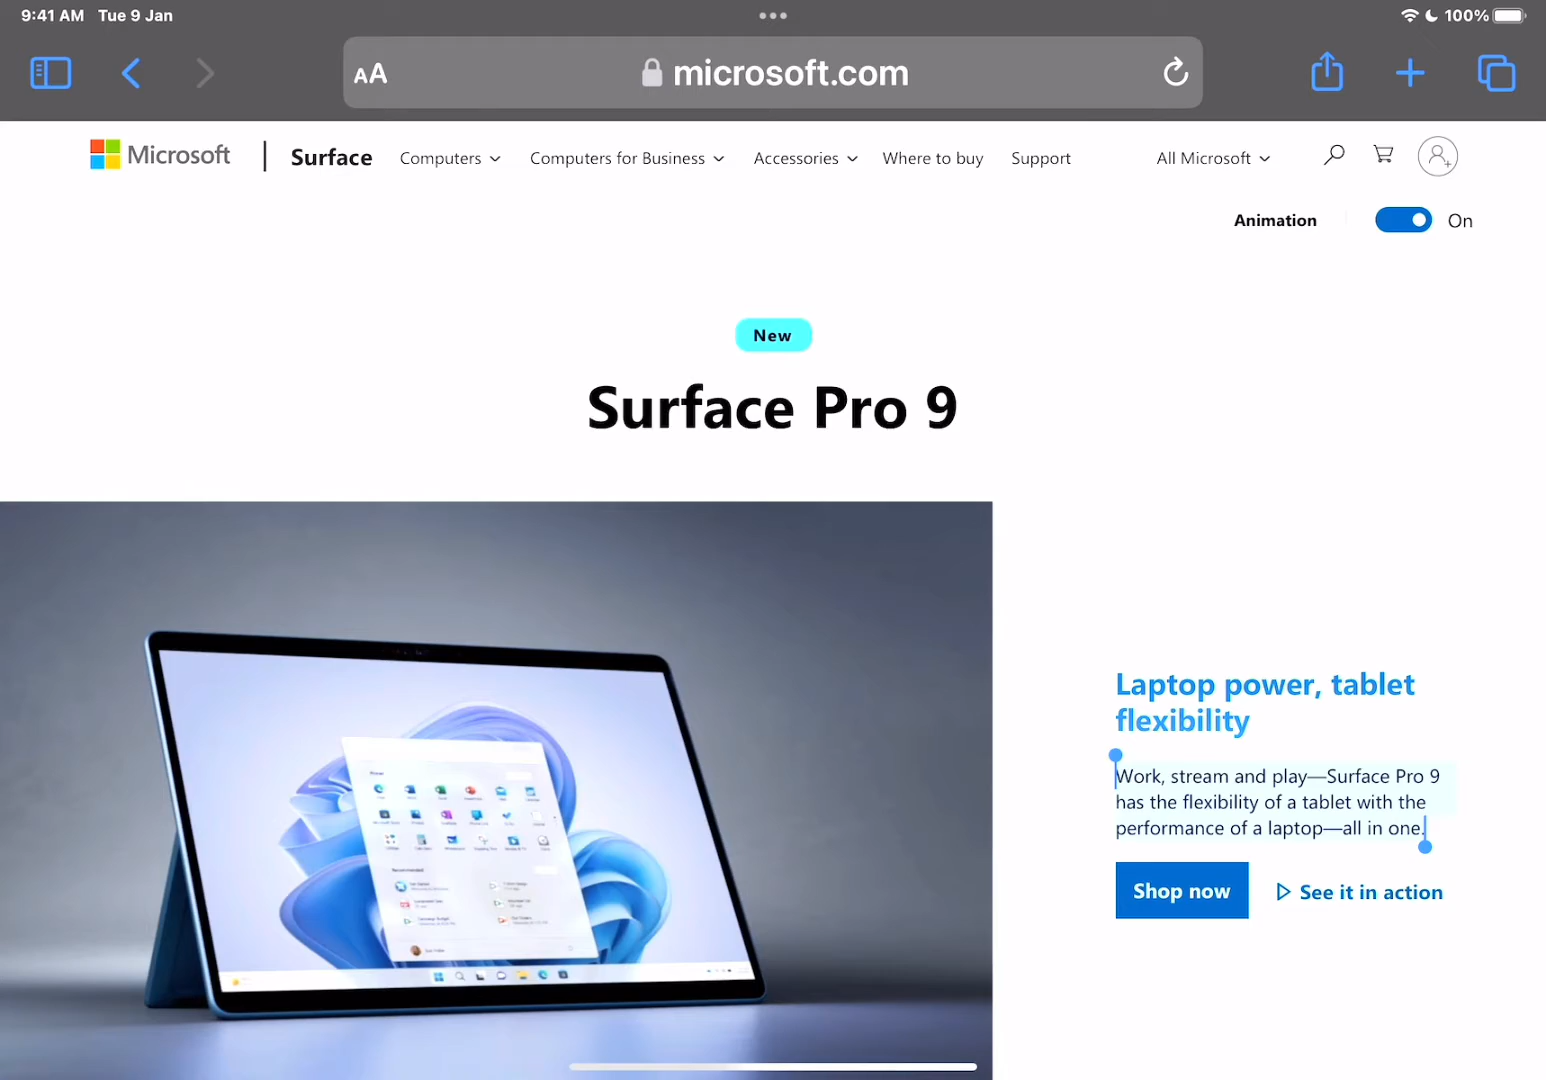 9:41 AM Tue 9 Jan
100%
AA microsoft.com
Microsoft | Surface Computers Computers for Business Accessories Where to buy Support All Microsoft
Animation On
New
Surface Pro 9
Laptop power, tablet
flexibility
Work, stream and play—Surface Pro 9
has the flexibility of a tablet with the
performance of a laptop—all in one.
Shop now See it in action